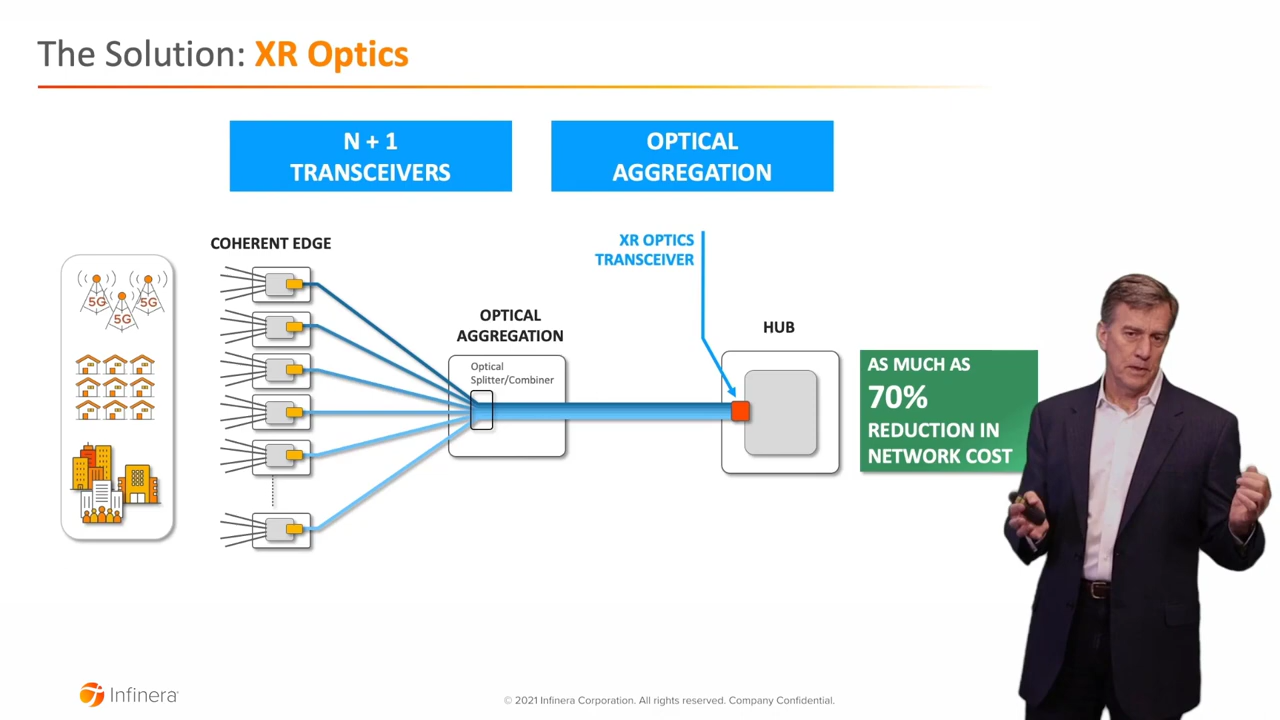 The Solution: XR Optics
N + 1
TRANSCEIVERS
OPTICAL
AGGREGATION
COHERENT EDGE
XR OPTICS
TRANSCEIVER
5G
5G
5G
OPTICAL
AGGREGATION
Optical
Splitter/Combiner
HUB
AS MUCH AS
70%
REDUCTION IN
NETWORK COST
Infinera
© 2021 Infinera Corporation. All rights reserved. Company Confidential.